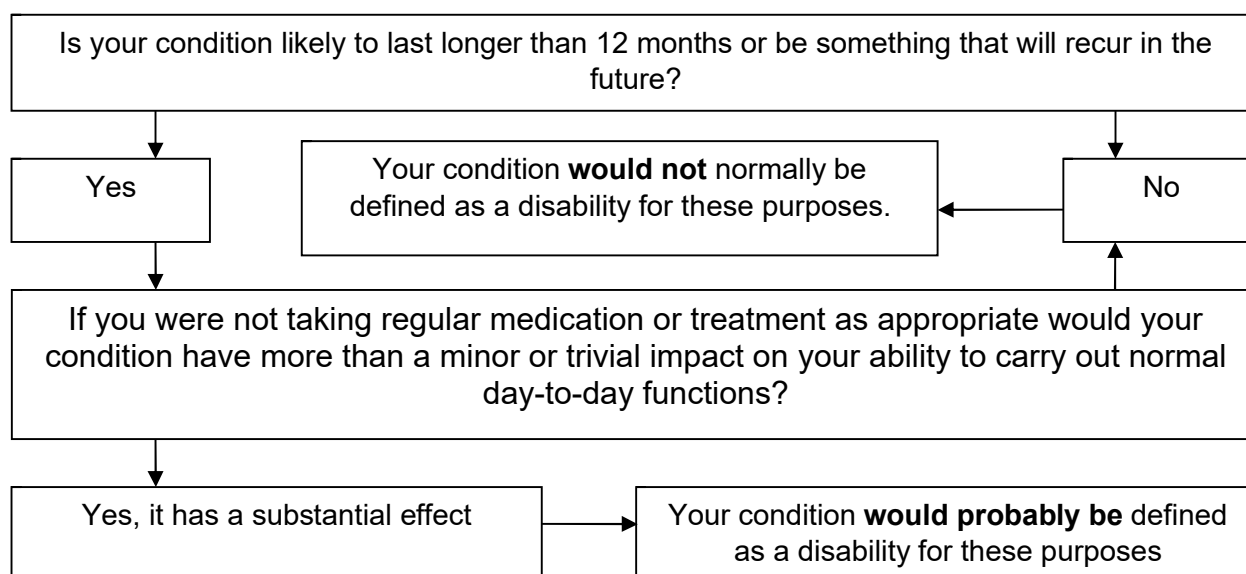 Is your condition likely to last longer than 12 months or be something that will recur in the
future?
Yes
Your condition would not normally be
defined as a disability for these purposes.
No
If you were not taking regular medication or treatment as appropriate would your
condition have more than a minor or trivial impact on your ability to carry out normal
day-to-day functions?
Yes, it has a substantial effect
Your condition would probably be defined
as a disability for these purposes